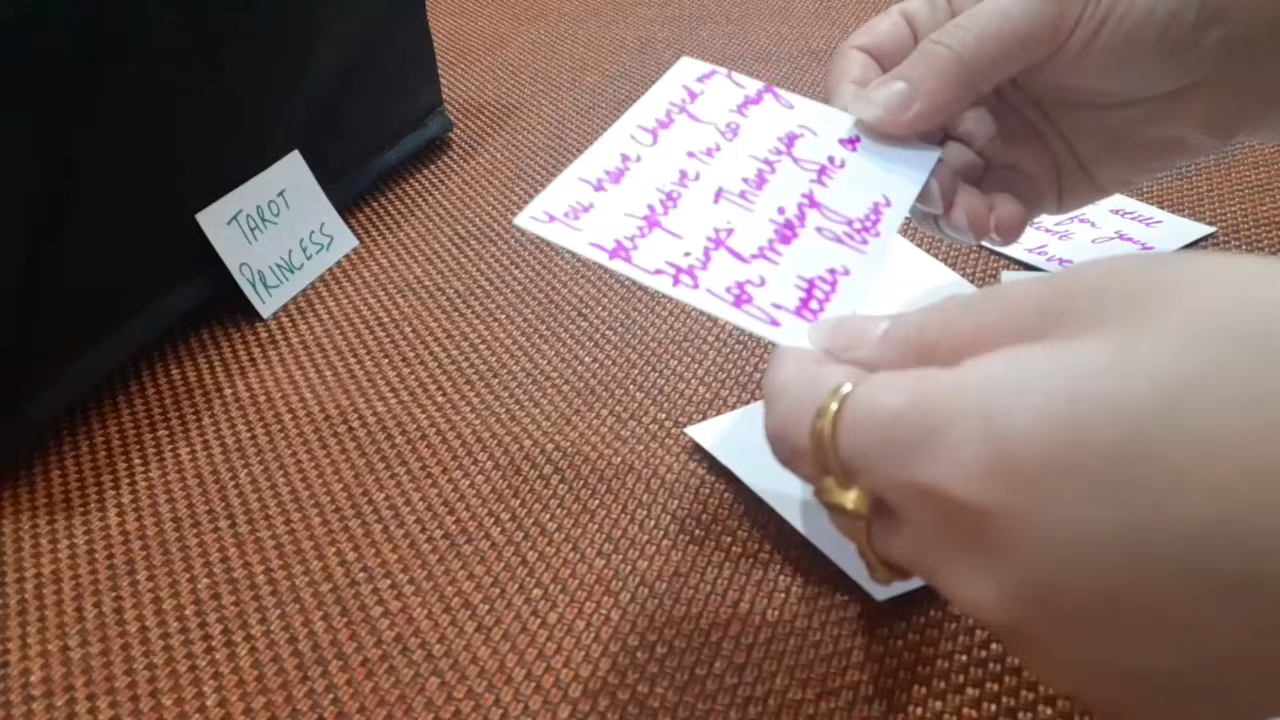 TAROT
PRINCESS
You have changed my
perspective in so many
things. Thank you,
for making me a
better Person
still
for you
don't
love